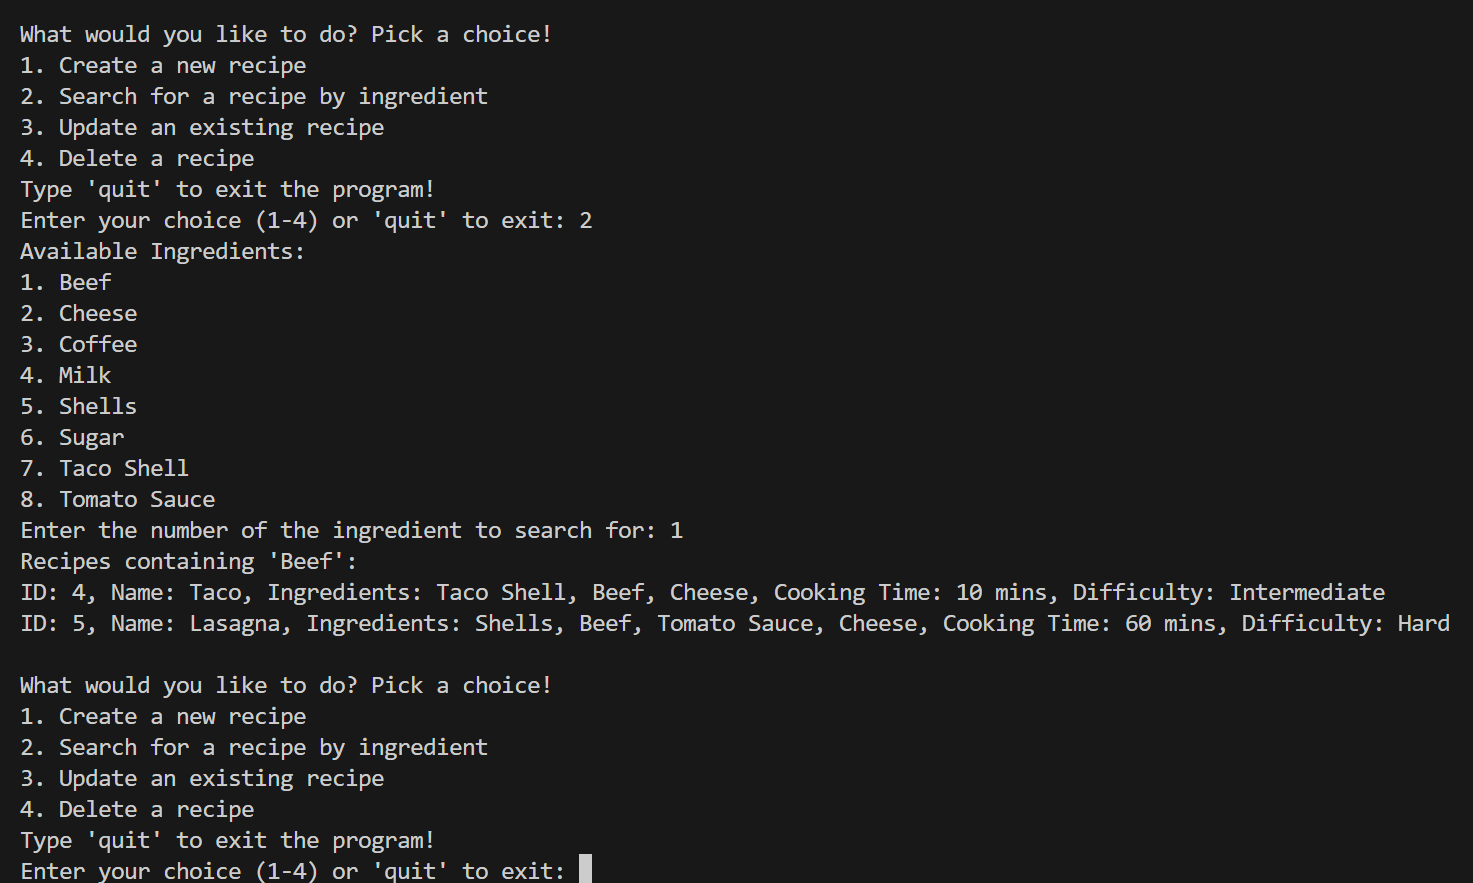 What would you like to do? Pick a choice!
1. Create a new recipe
2. Search for a recipe by ingredient
3. Update an existing recipe
4. Delete a recipe
Type 'quit' to exit the program!
Enter your choice (1-4) or 'quit' to exit: 2
Available Ingredients:
1. Beef
2. Cheese
3. Coffee
4. Milk
5. Shells
6. Sugar
7. Taco Shell
8. Tomato Sauce
Enter the number of the ingredient to search for: 1
Recipes containing 'Beef':
ID: 4, Name: Taco, Ingredients: Taco Shell, Beef, Cheese, Cooking Time: 10 mins, Difficulty: Intermediate
ID: 5, Name: Lasagna, Ingredients: Shells, Beef, Tomato Sauce, Cheese, Cooking Time: 60 mins, Difficulty: Hard
What would you like to do? Pick a choice!
1. Create a new recipe
2. Search for a recipe by ingredient
3. Update an existing recipe
4. Delete a recipe
Type 'quit' to exit the program!
Enter your choice (1-4) or 'quit' to exit: